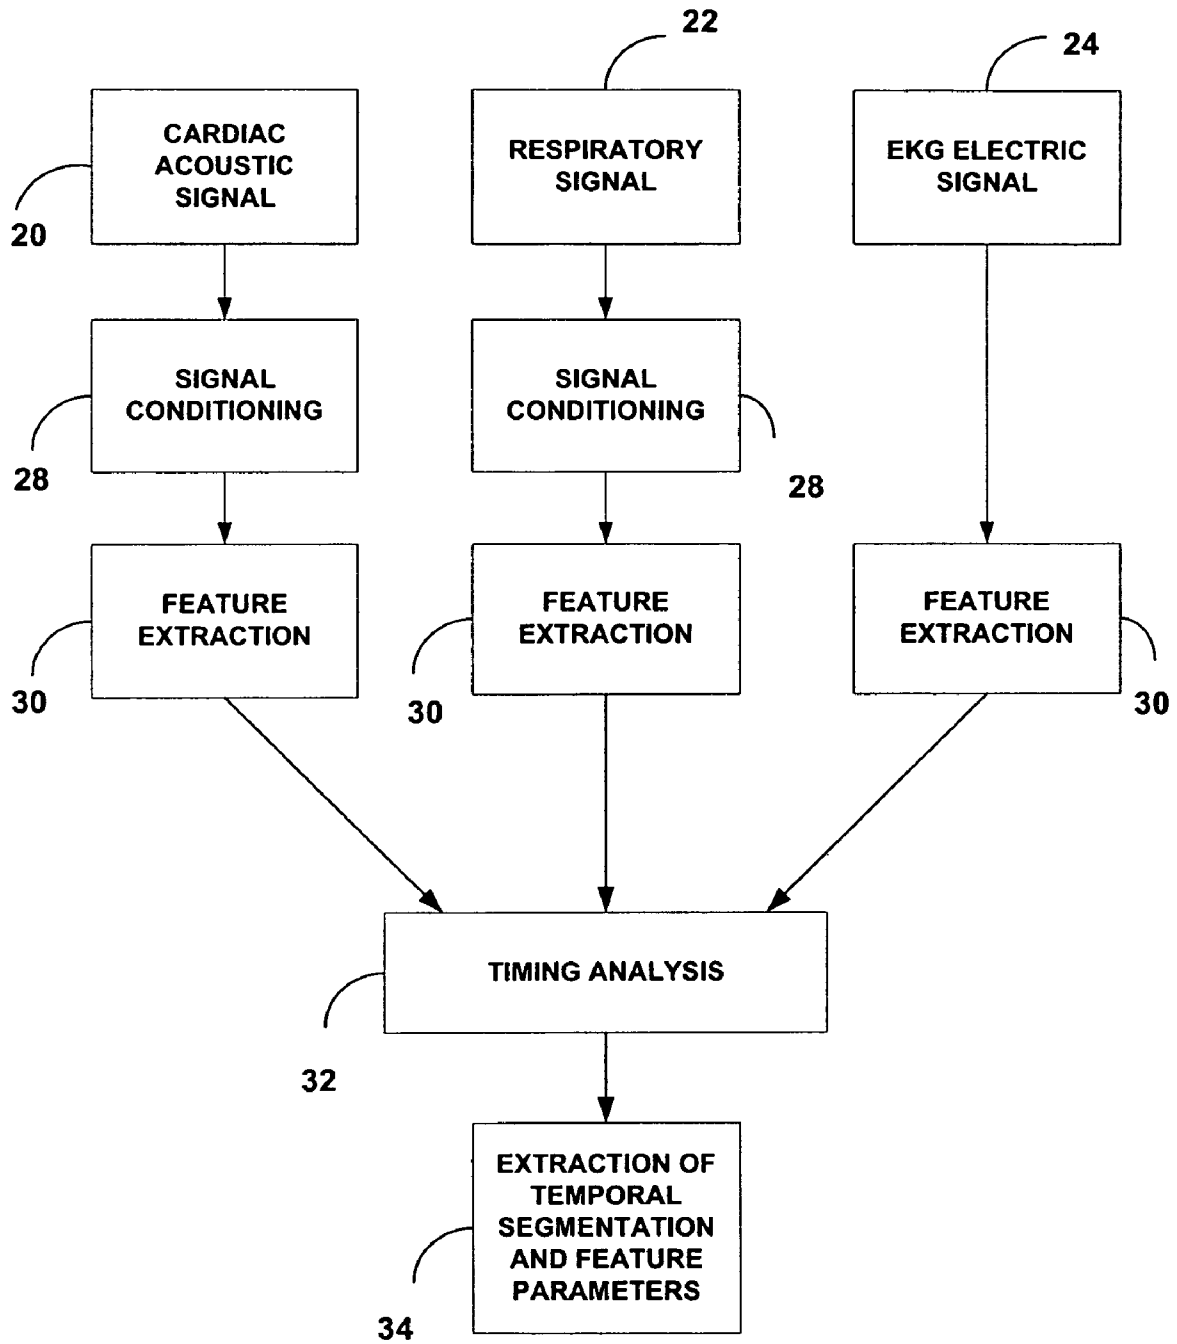 22
24
CARDIAC
ACOUSTIC
SIGNAL
RESPIRATORY
SIGNAL
EKG ELECTRIC
SIGNAL
20
SIGNAL
CONDITIONING
SIGNAL
CONDITIONING
28
28
FEATURE
EXTRACTION
FEATURE
EXTRACTION
FEATURE
EXTRACTION
30
30
30
TIMING ANALYSIS
32
EXTRACTION OF
TEMPORAL
SEGMENTATION
AND FEATURE
PARAMETERS
34